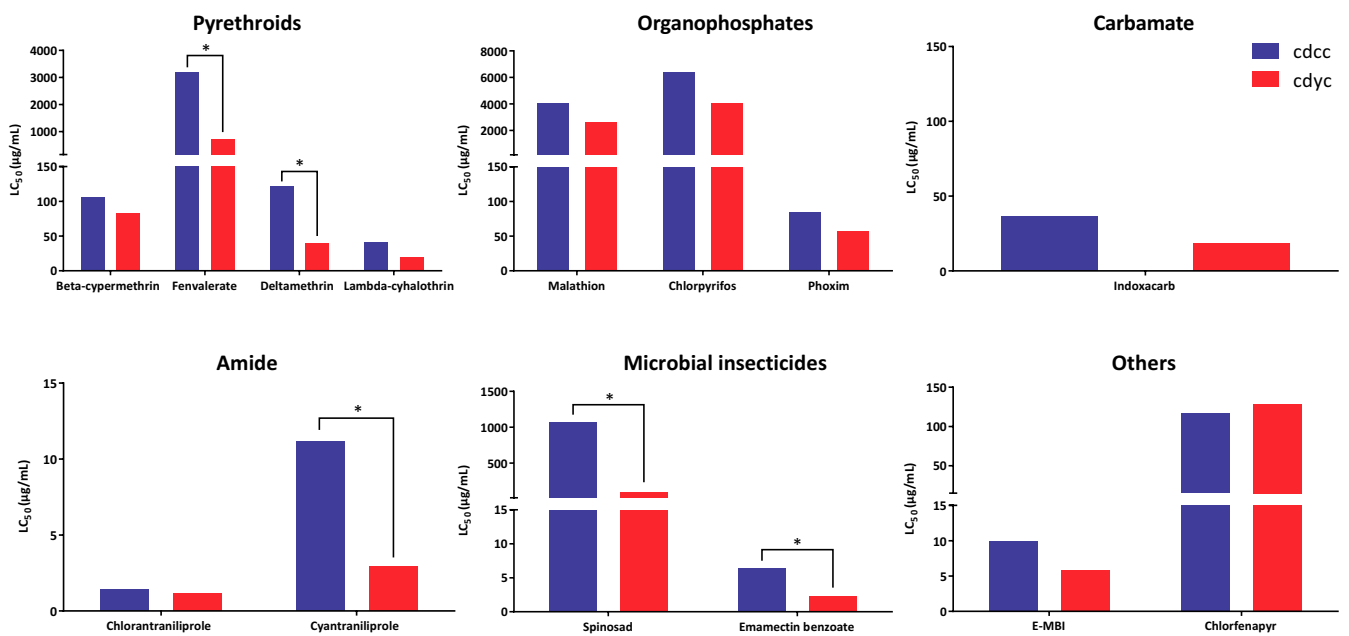 Pyrethroids
LC50 (µg/mL)
4000
3000
2000
1000
150
100
50
0
*
*
Beta-cypermethrin Fenvalerate Deltamethrin Lambda-cyhalothrin
Organophosphates
LC50 (µg/mL)
8000
6000
4000
2000
150
100
50
0
Malathion Chlorpyrifos Phoxim
Carbamate
LC50 (µg/mL)
150
100
50
0
Indoxacarb
cdcc
cdyc
Amide
LC50 (µg/mL)
15
10
5
0
*
Chlorantraniliprole Cyantraniliprole
Microbial insecticides
LC50 (µg/mL)
1500
1000
500
15
10
5
0
*
*
Spinosad Emamectin benzoate
Others
LC50 (µg/mL)
150
100
50
15
10
5
0
E-MBI Chlorfenapyr